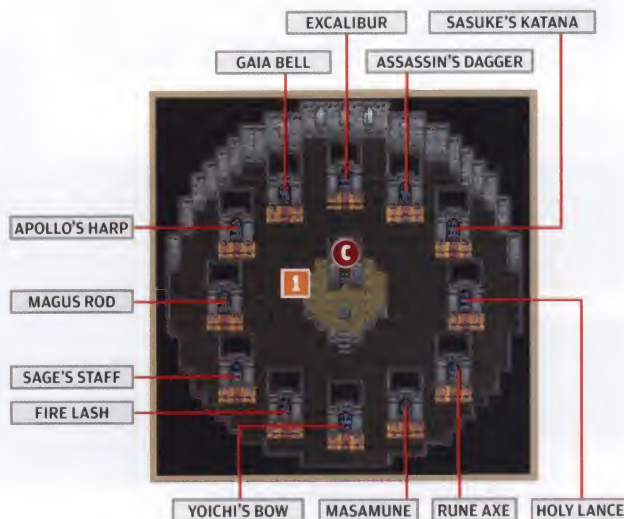 EXCALIBUR
SASUKE'S KATANA
GAIA BELL
ASSASSIN'S DAGGER
APOLLO'S HARP
C
1
MAGUS ROD
SAGE'S STAFF
FIRE LASH
YOICHI'S BOW
MASAMUNE
RUNE AXE
HOLY LANCE